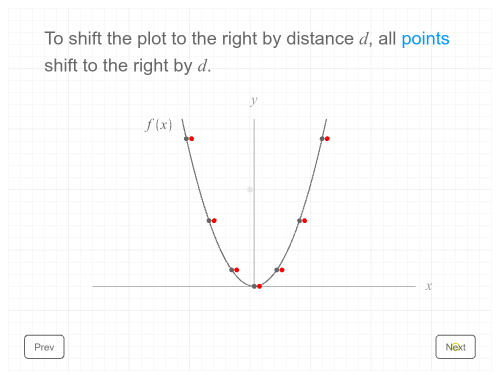 To shift the plot to the right by distance d, all points
shift to the right by d.
y
f(x)
x
Prev
Next